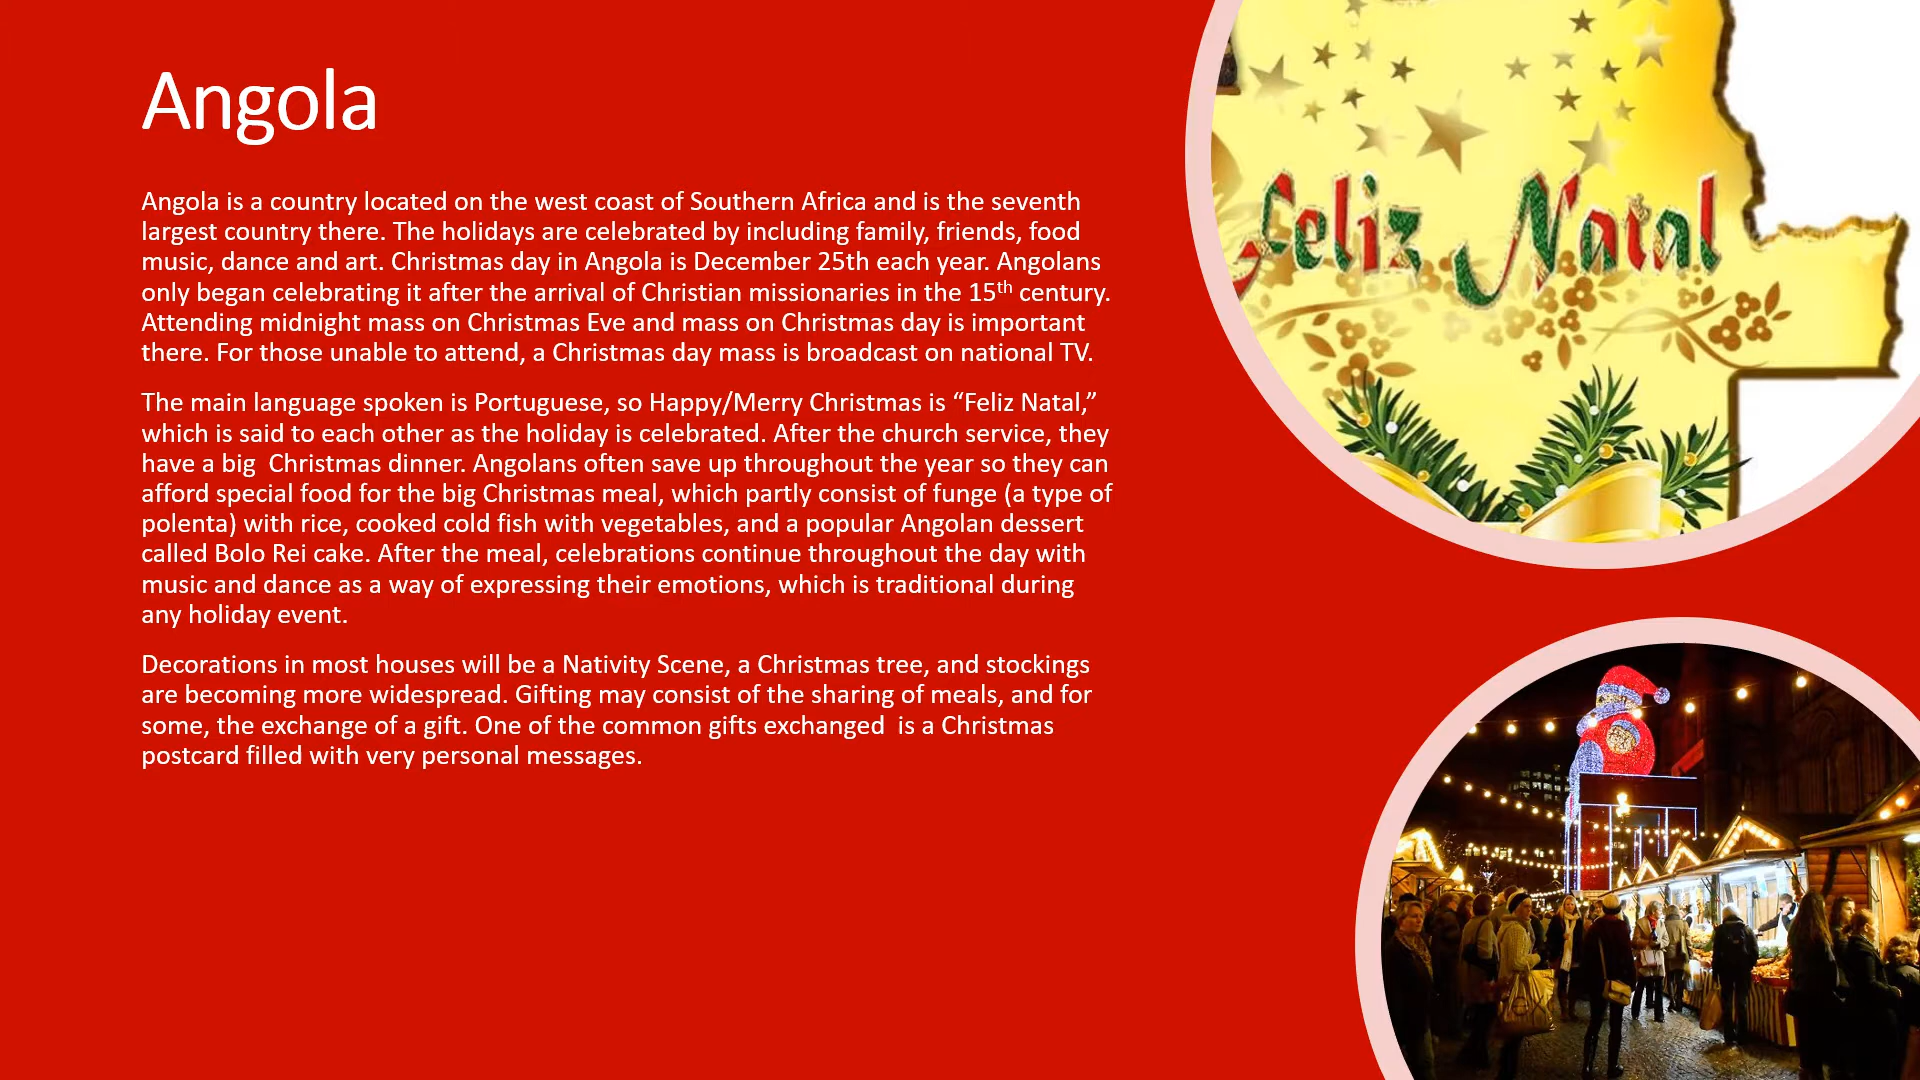 Angola
Angola is a country located on the west coast of Southern Africa and is the seventh
largest country there. The holidays are celebrated by including family, friends, food
music, dance and art. Christmas day in Angola is December 25th each year. Angolans
only began celebrating it after the arrival of Christian missionaries in the 15th century.
Attending midnight mass on Christmas Eve and mass on Christmas day is important
there. For those unable to attend, a Christmas day mass is broadcast on national TV.
The main language spoken is Portuguese, so Happy/Merry Christmas is “Feliz Natal,”
which is said to each other as the holiday is celebrated. After the church service, they
have a big  Christmas dinner. Angolans often save up throughout the year so they can
afford special food for the big Christmas meal, which partly consist of funge (a type of
polenta) with rice, cooked cold fish with vegetables, and a popular Angolan dessert
called Bolo Rei cake. After the meal, celebrations continue throughout the day with
music and dance as a way of expressing their emotions, which is traditional during
any holiday event.
Decorations in most houses will be a Nativity Scene, a Christmas tree, and stockings
are becoming more widespread. Gifting may consist of the sharing of meals, and for
some, the exchange of a gift. One of the common gifts exchanged  is a Christmas
postcard filled with very personal messages.
Feliz Natal